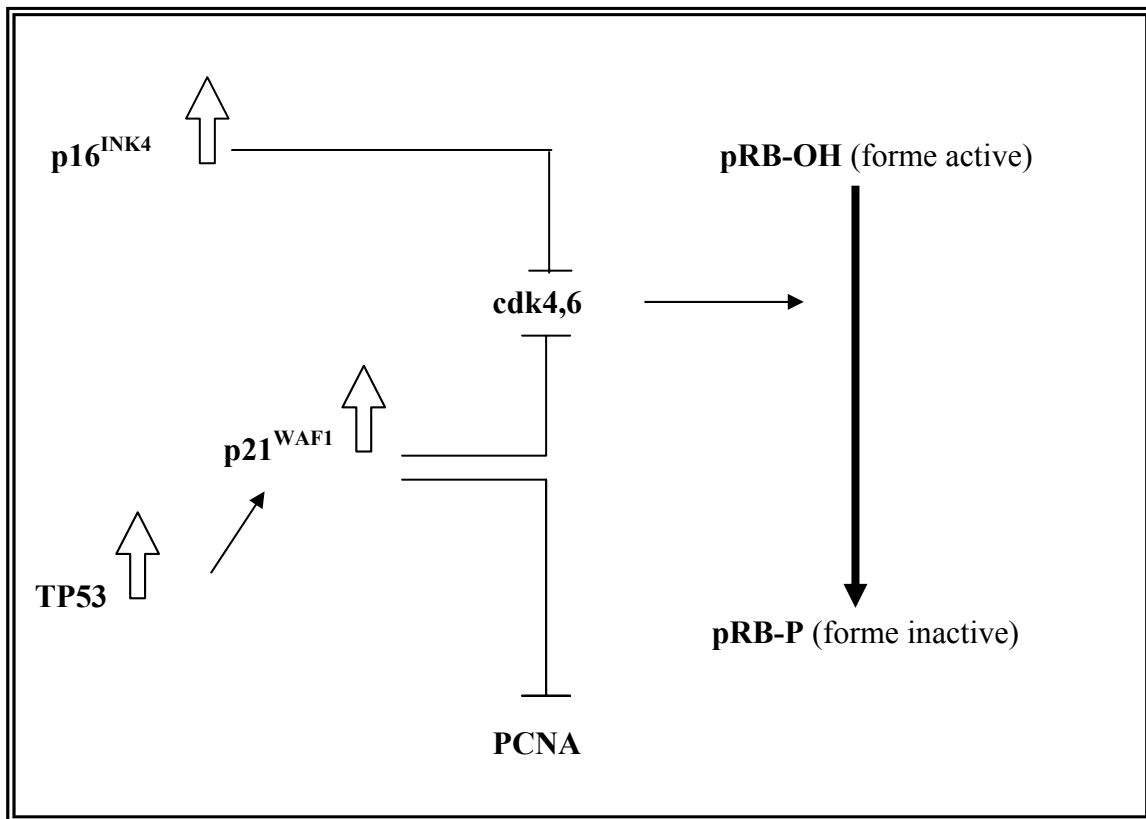 p16INK4
pRB-OH (forme active)
cdk4,6
p21WAF1
TP53
pRB-P (forme inactive)
PCNA